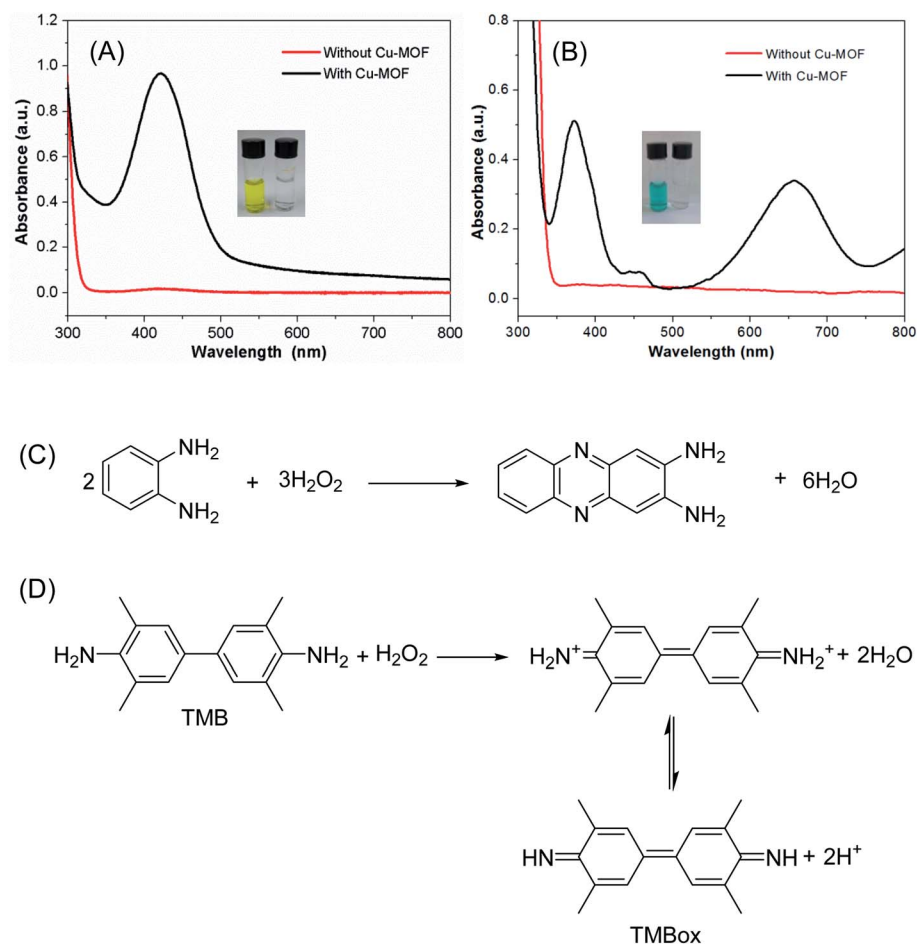 (A)
Without Cu-MOF
With Cu-MOF
Absorbance (a.u.)
1.2
1.0
0.8
0.6
0.4
0.2
0.0
300 400 500 600 700 800
Wavelength (nm)
(B)
Without Cu-MOF
With Cu-MOF
Absorbance (a.u.)
0.8
0.6
0.4
0.2
0.0
300 400 500 600 700 800
Wavelength (nm)
(C)
2 NH₂ NH₂ + 3H₂O₂ N N NH₂ NH₂ + 6H₂O
(D)
H₂N NH₂ + H₂O₂ H₂N⁺ NH₂⁺ + 2H₂O
TMB
HN NH + 2H⁺
TMBox